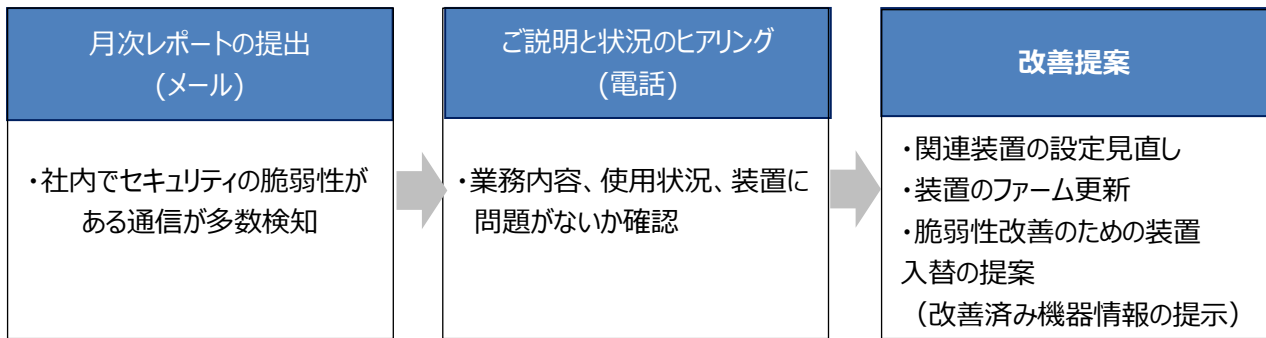 月次レポートの提出
(メール)
・社内でセキュリティの脆弱性が
ある通信が多数検知
ご説明と状況のヒアリング
(電話)
・業務内容、使用状況、装置に
問題がないか確認
改善提案
・関連装置の設定見直し
・装置のファーム更新
・脆弱性改善のための装置
入替の提案
（改善済み機器情報の提示）